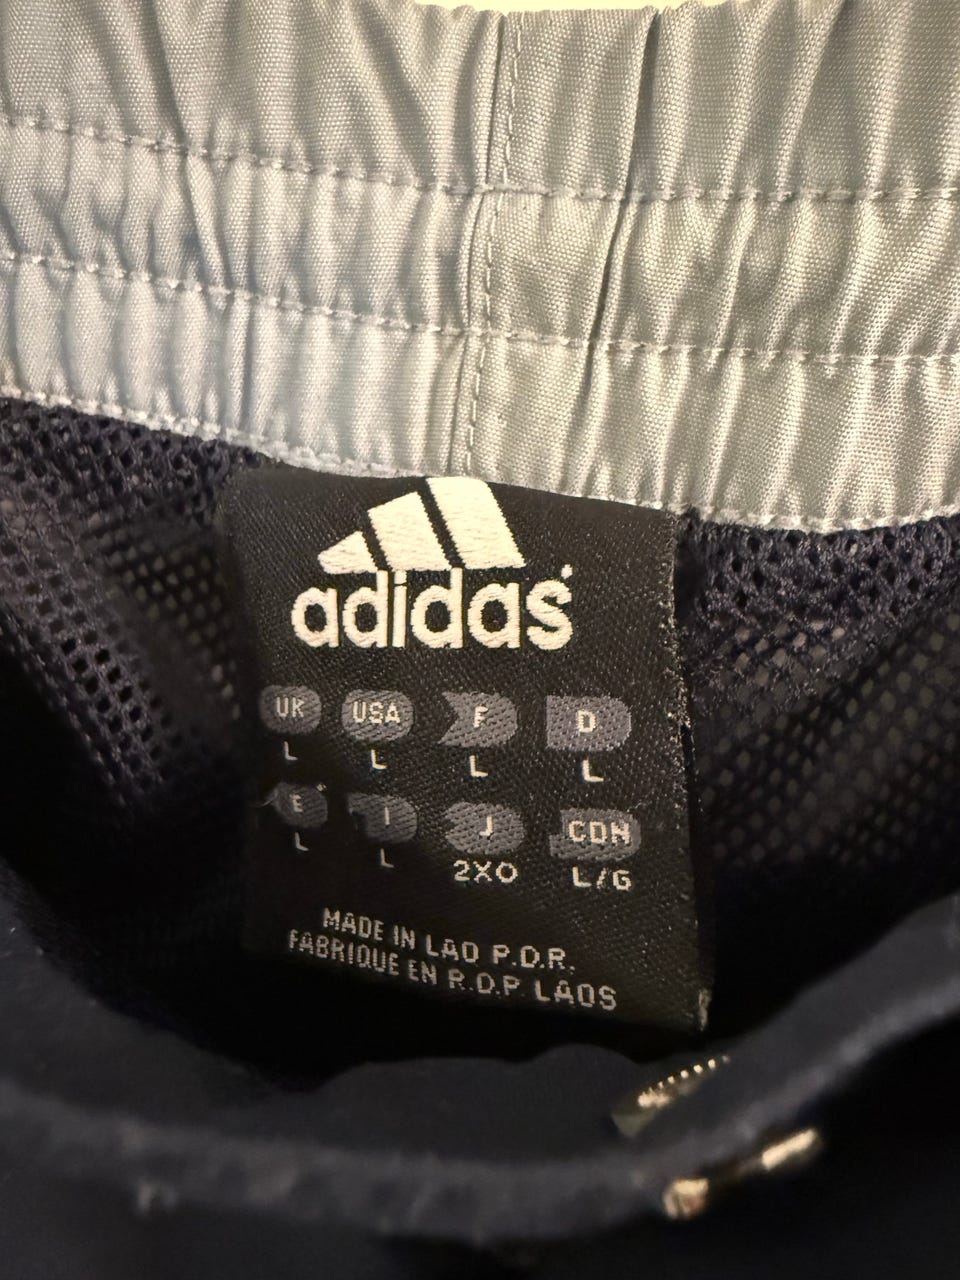 adidas
UK USA F D
L L L L
E I J CDN
L L 2XO L/G
MADE IN LAO P.D.R.
FABRIQUE EN R.D.P. LAOS